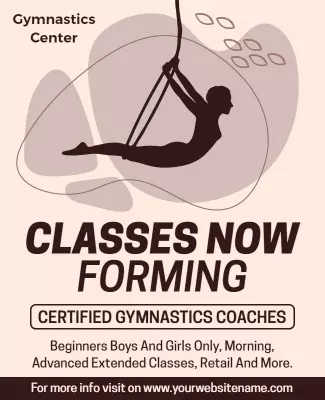 Gymnastics
Center
CLASSES NOW
FORMING
CERTIFIED GYMNASTICS COACHES
Beginners Boys And Girls Only, Morning,
Advanced Extended Classes, Retail And More.
For more info visit on www.yourwebsitename.com